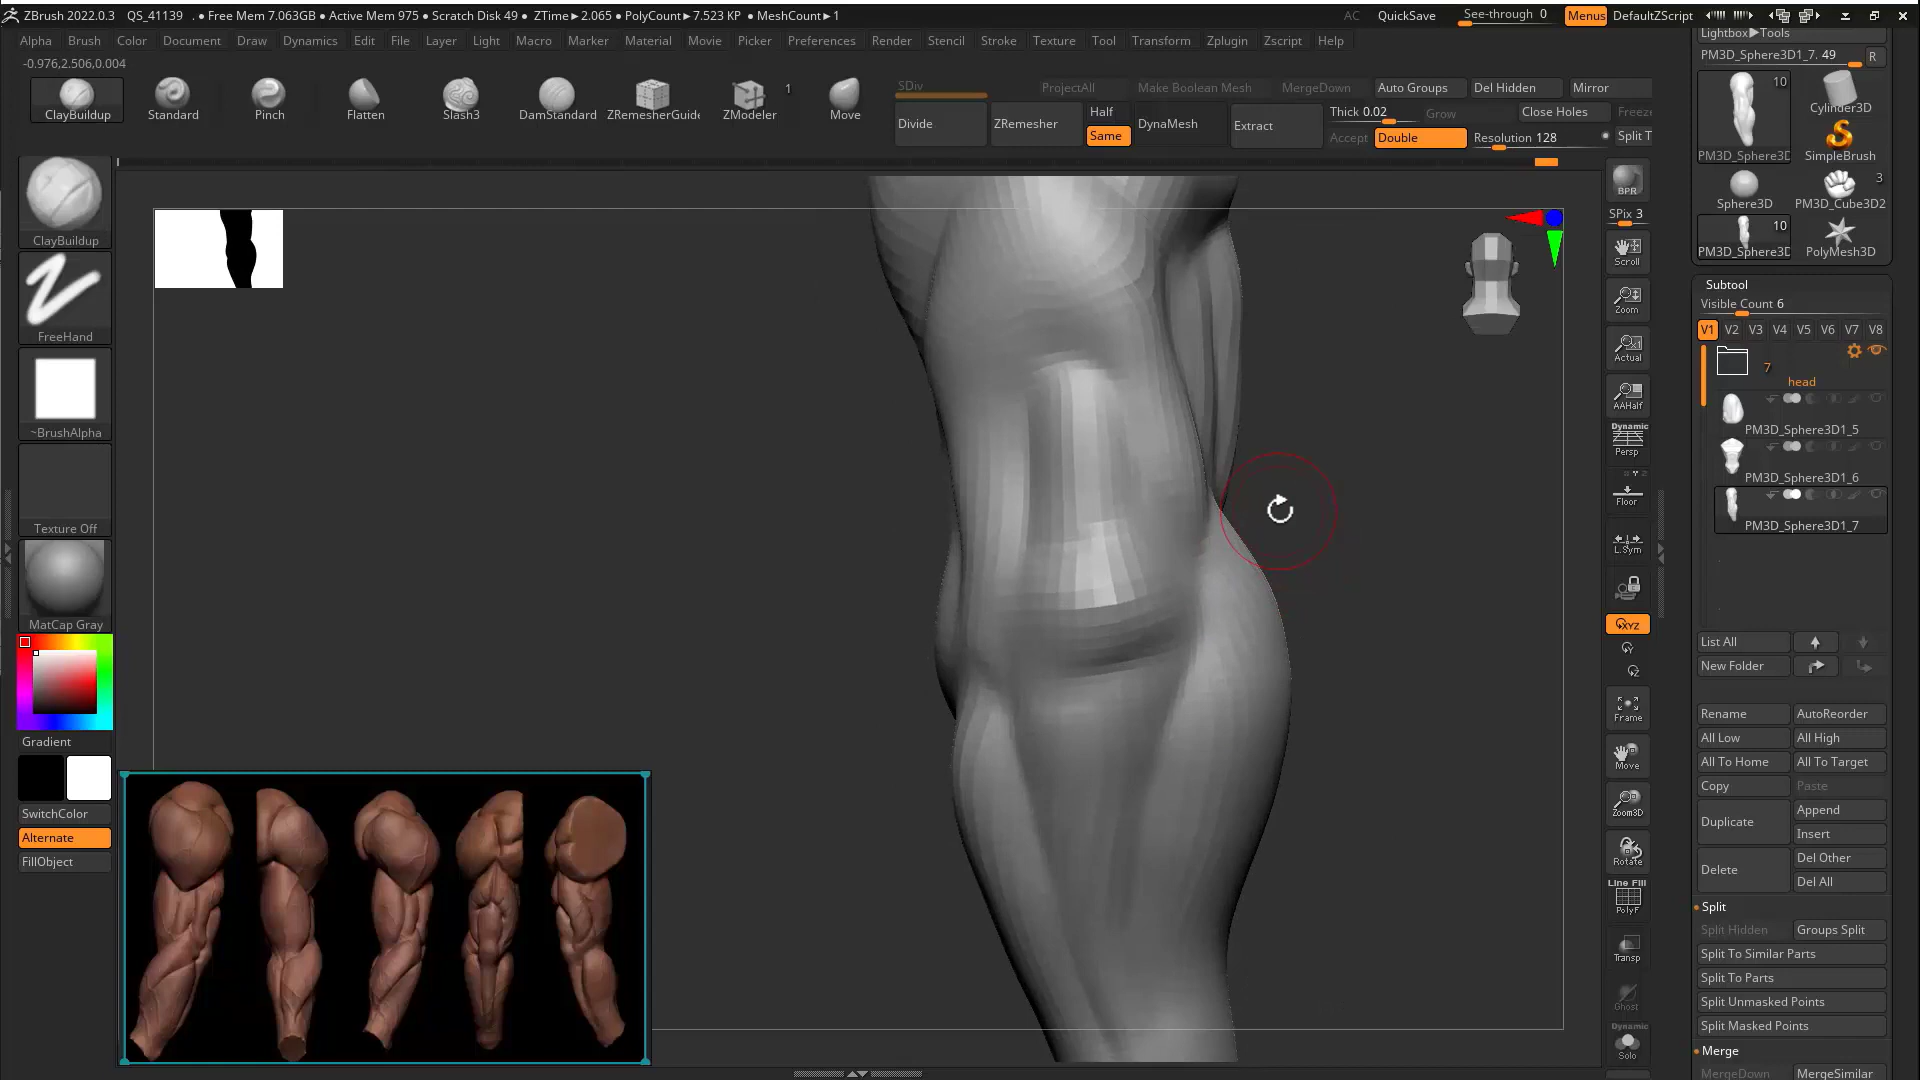 ZBrush 2022.0.3 QS_41139 . • Free Mem 7.063GB • Active Mem 975 • Scratch Disk 49 • ZTime►2.065 • PolyCount►7.523 KP • MeshCount►1 AC QuickSave See-through 0 Menus DefaultZScript
Alpha Brush Color Document Draw Dynamics Edit File Layer Light Macro Marker Material Movie Picker Preferences Render Stencil Stroke Texture Tool Transform Zplugin Zscript Help
-0.976,2.506,0.004
ClayBuildup Standard Pinch Flatten Slash3 DamStandard ZRemesherGuide ZModeler 1 Move
SDiv ProjectAll Make Boolean Mesh MergeDown Auto Groups Del Hidden Mirror
Divide ZRemesher Half Same DynaMesh Extract
Thick 0.02 Grow Close Holes Freeze
Accept Double Resolution 128 Split T
ClayBuildup
FreeHand
~BrushAlpha
Texture Off
MatCap Gray
Gradient
SwitchColor
Alternate
FillObject
BPR
SPix 3
Scroll
Zoom
Actual
AAHalf
Dynamic
Persp
Floor
L.Sym
XYZ
Frame
Move
Zoom3D
Rotate
Line Fill
PolyF
Transp
Ghost
Dynamic
Solo
Lightbox►Tools
PM3D_Sphere3D1_7. 49 R
10
Cylinder3D
PM3D_Sphere3D SimpleBrush
3
Sphere3D PM3D_Cube3D2
10
PM3D_Sphere3D PolyMesh3D
Subtool
Visible Count 6
V1 V2 V3 V4 V5 V6 V7 V8
7
head
PM3D_Sphere3D1_5
PM3D_Sphere3D1_6
PM3D_Sphere3D1_7
List All
New Folder
Rename AutoReorder
All Low All High
All To Home All To Target
Copy Paste
Duplicate Append
Insert
Delete Del Other
Del All
Split
Split Hidden Groups Split
Split To Similar Parts
Split To Parts
Split Unmasked Points
Split Masked Points
Merge
MergeDown MergeSimilar